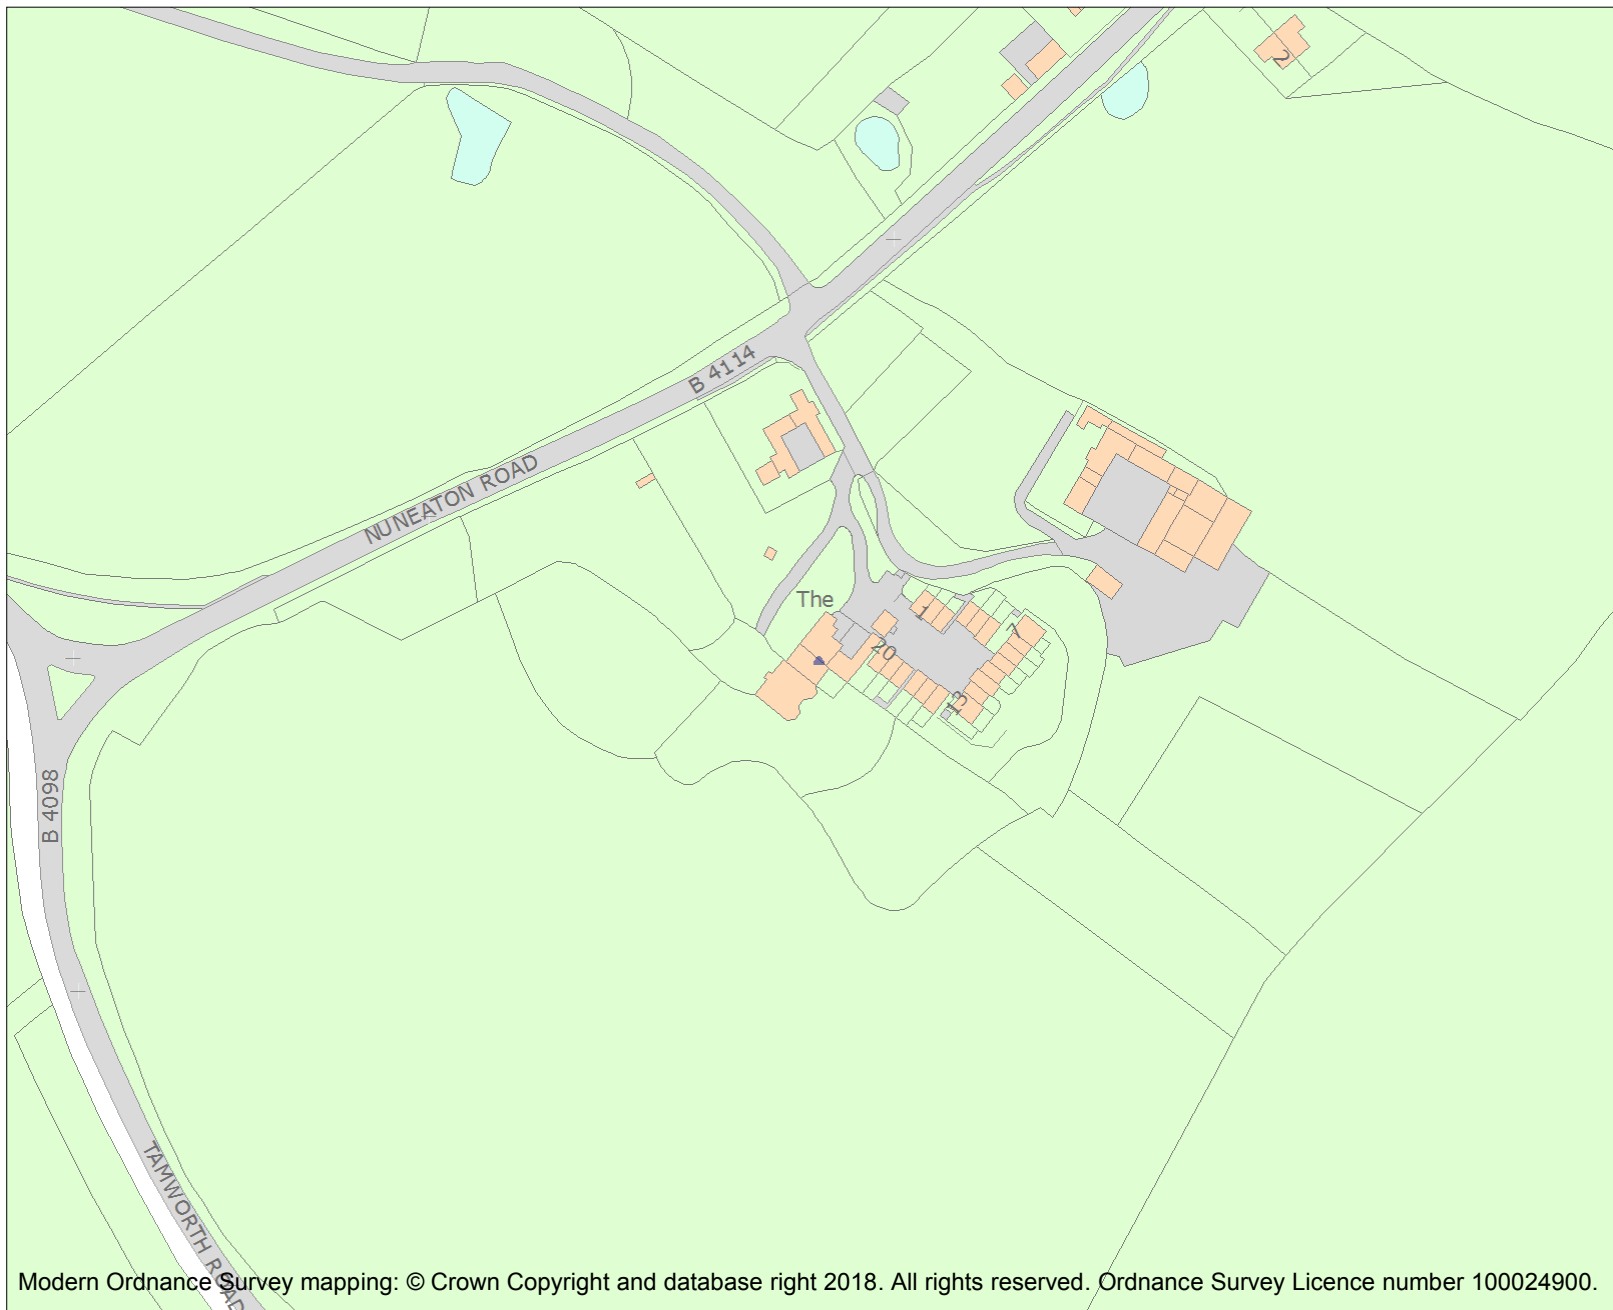 2
B 4114
NUNEATON ROAD
The
1
7
20
13
B 4098
TAMWORTH ROAD
Modern Ordnance Survey mapping: © Crown Copyright and database right 2018. All rights reserved. Ordnance Survey Licence number 100024900.